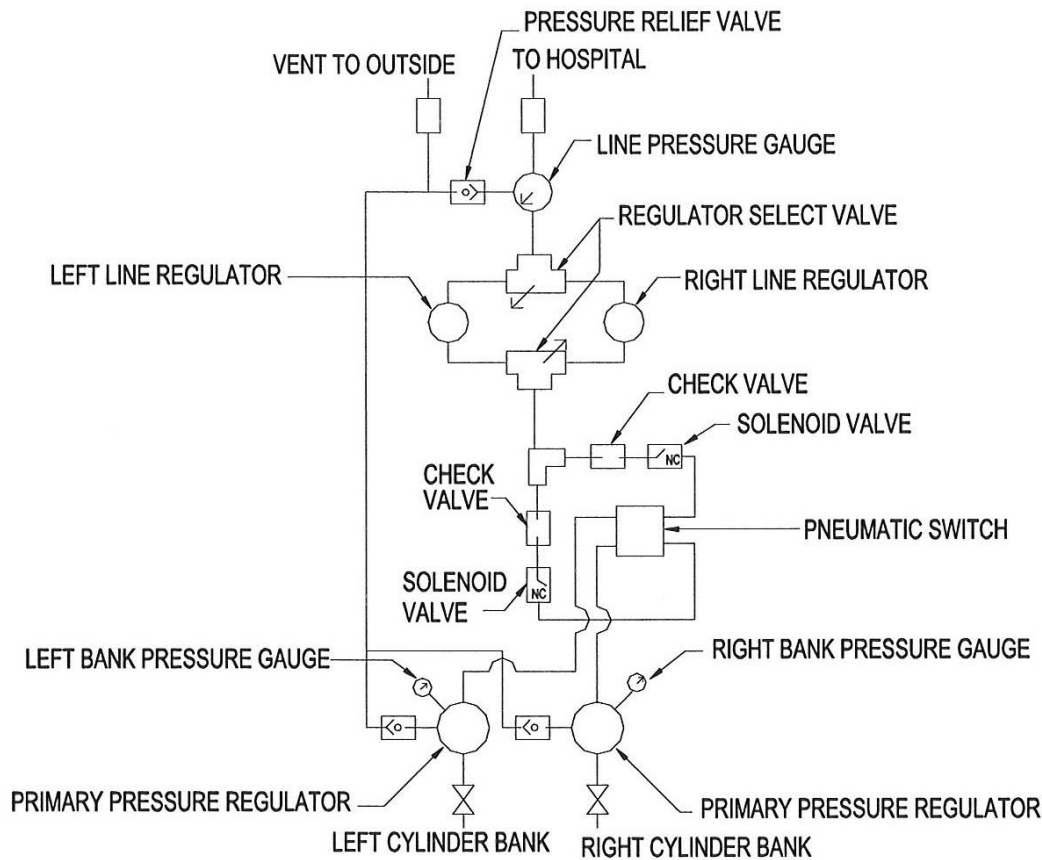 PRESSURE RELIEF VALVE
VENT TO OUTSIDE
TO HOSPITAL
LINE PRESSURE GAUGE
REGULATOR SELECT VALVE
LEFT LINE REGULATOR
RIGHT LINE REGULATOR
CHECK VALVE
SOLENOID VALVE
NC
CHECK
VALVE
PNEUMATIC SWITCH
SOLENOID
VALVE
NC
LEFT BANK PRESSURE GAUGE
RIGHT BANK PRESSURE GAUGE
PRIMARY PRESSURE REGULATOR
PRIMARY PRESSURE REGULATOR
LEFT CYLINDER BANK
RIGHT CYLINDER BANK